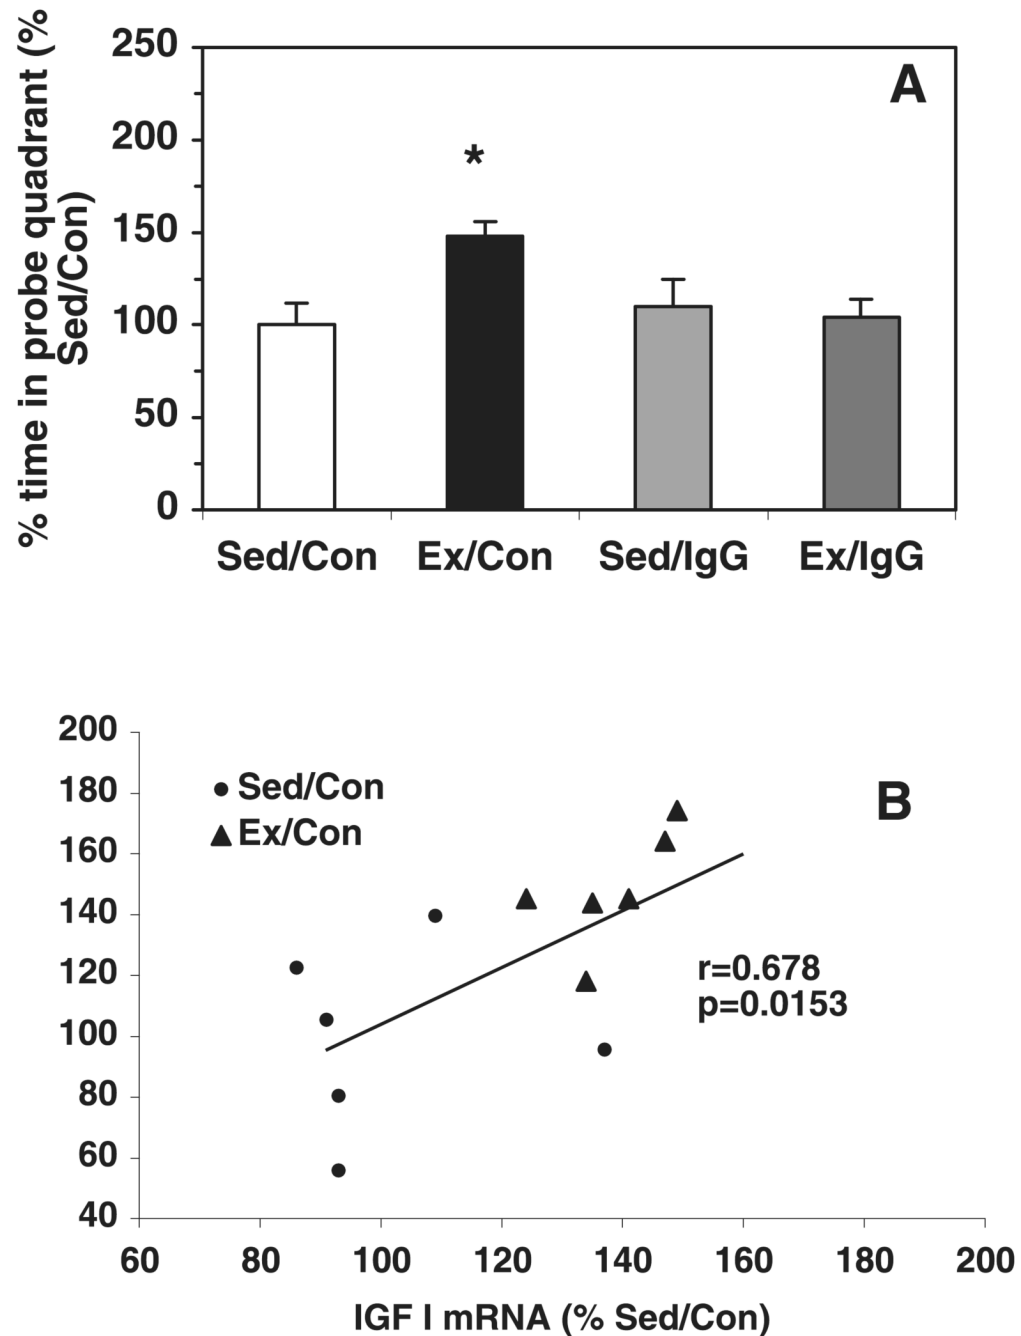 % time in probe quadrant (%
Sed/Con)
250
200
150
100
50
0
A
*
Sed/Con Ex/Con Sed/IgG Ex/IgG
200
180
160
140
120
100
80
60
40
Sed/Con
Ex/Con
B
r=0.678
p=0.0153
60 80 100 120 140 160 180 200
IGF I mRNA (% Sed/Con)